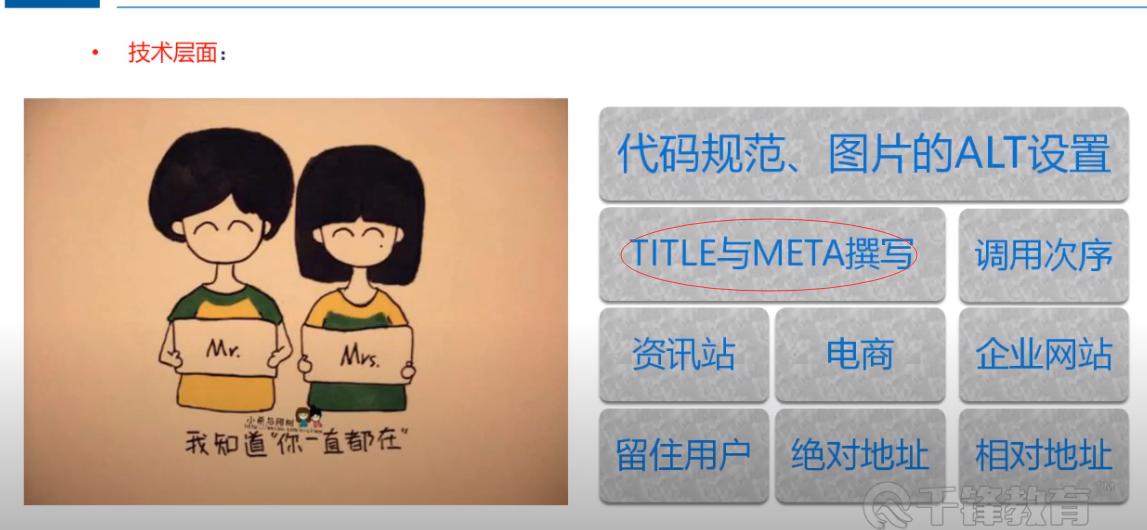 • 技术层面：
Mr.
Mrs.
小希与阿树
我知道“你一直都在”
代码规范、图片的ALT设置
TITLE与META撰写
调用次序
资讯站
电商
企业网站
留住用户
绝对地址
相对地址
千锋教育 TM